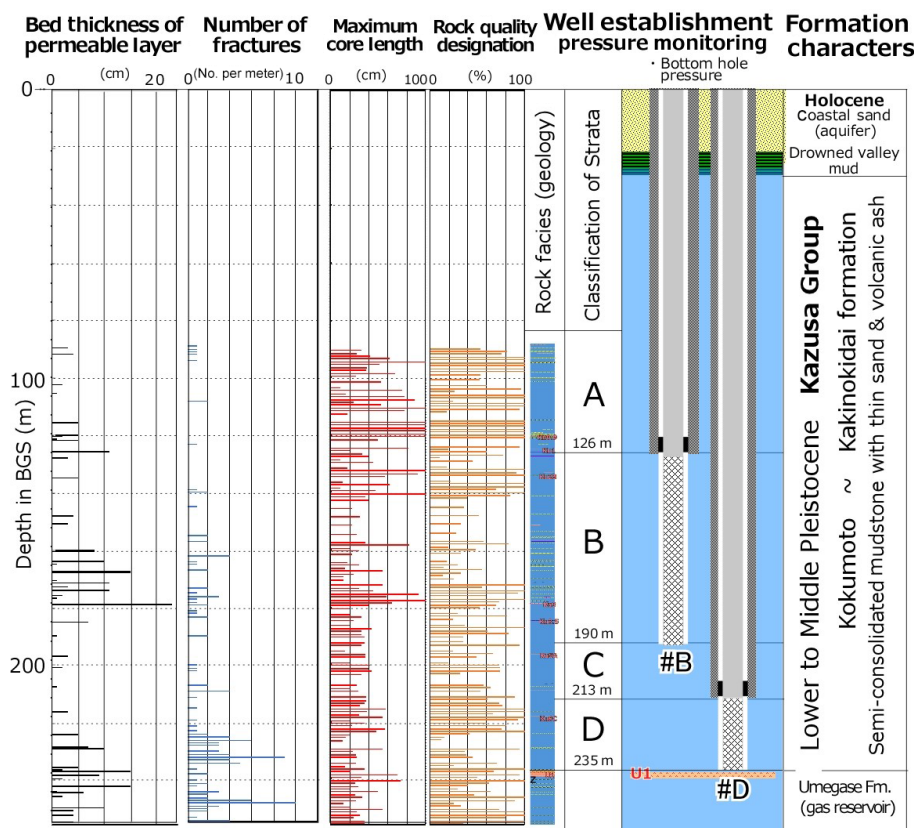 Bed thickness of
permeable layer
Number of
fractures
Maximum
core length
Rock quality
designation
Well establishment
pressure monitoring
・Bottom hole
pressure
Formation
characters
0 (cm) 20
0 (No. per meter) 10
0 (cm) 100
0 (%) 100
0
100
200
Depth in BGS (m)
Rock facies (geology)
Classification of Strata
A
126 m
B
190 m
C
213 m
D
235 m
#B
U1
#D
Z
Holocene
Coastal sand
(aquifer)
Drowned valley
mud
Lower to Middle Pleistocene Kazusa Group
Kokumoto ~ Kakinokidai formation
Semi-consolidated mudstone with thin sand & volcanic ash
Umegase Fm.
(gas reservoir)